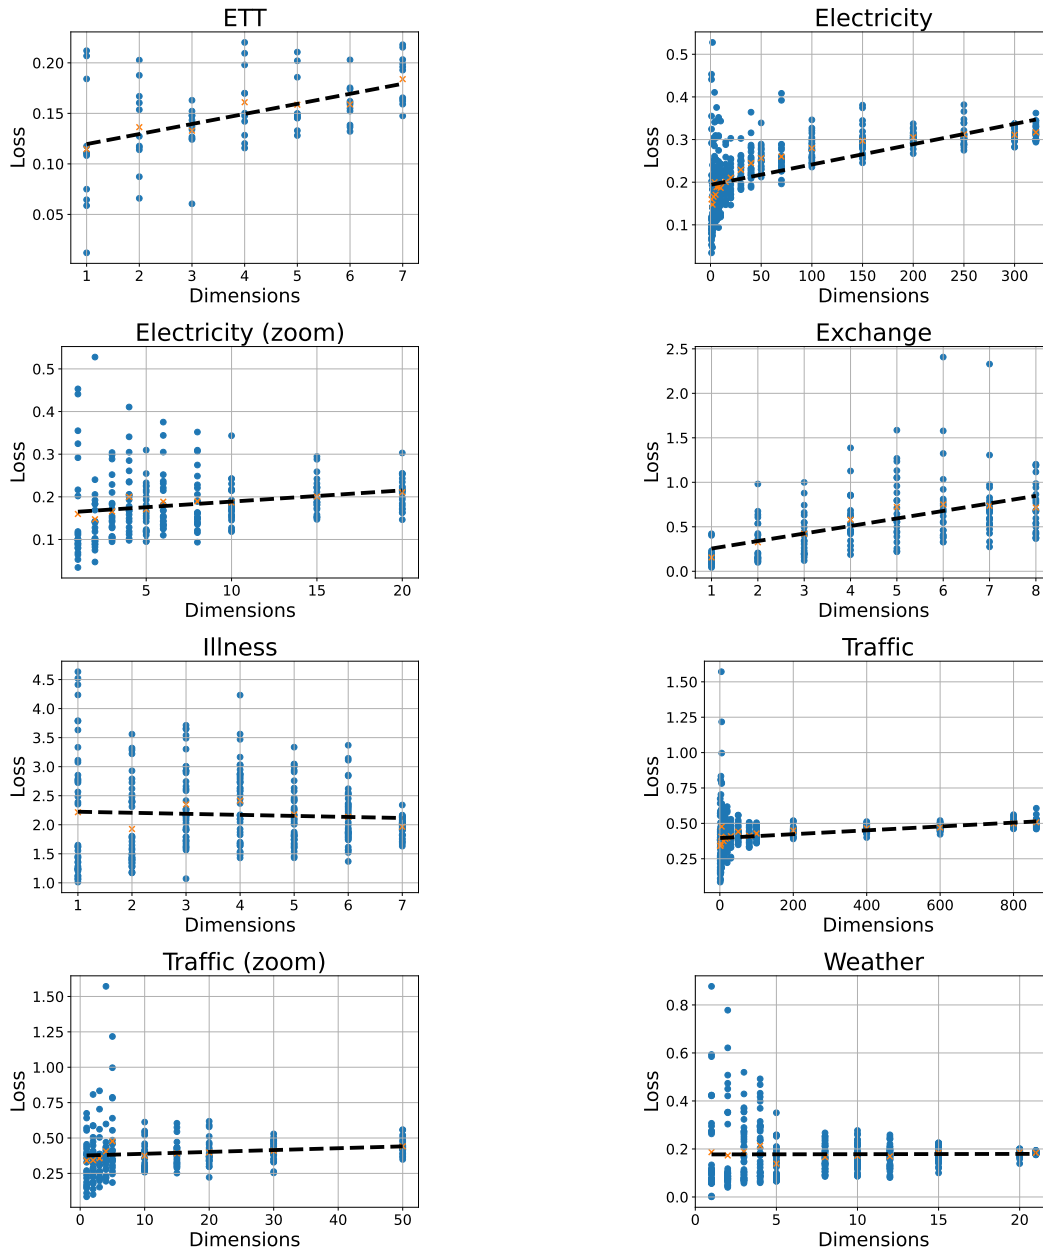 ETT
Loss
0.20
0.15
0.10
0.05
1 2 3 4 5 6 7
Dimensions
Electricity
Loss
0.5
0.4
0.3
0.2
0.1
0 50 100 150 200 250 300
Dimensions
Electricity (zoom)
Loss
0.5
0.4
0.3
0.2
0.1
5 10 15 20
Dimensions
Exchange
Loss
2.5
2.0
1.5
1.0
0.5
0.0
1 2 3 4 5 6 7 8
Dimensions
Illness
Loss
4.5
4.0
3.5
3.0
2.5
2.0
1.5
1.0
1 2 3 4 5 6 7
Dimensions
Traffic
Loss
1.50
1.25
1.00
0.75
0.50
0.25
0 200 400 600 800
Dimensions
Traffic (zoom)
Loss
1.50
1.25
1.00
0.75
0.50
0.25
0 10 20 30 40 50
Dimensions
Weather
Loss
0.8
0.6
0.4
0.2
0.0
0 5 10 15 20
Dimensions